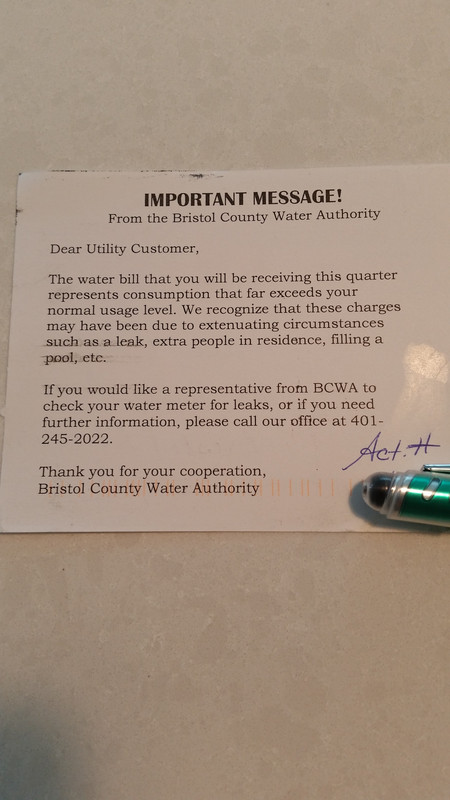 IMPORTANT MESSAGE!
From the Bristol County Water Authority
Dear Utility Customer,
The water bill that you will be receiving this quarter
represents consumption that far exceeds your
normal usage level. We recognize that these charges
may have been due to extenuating circumstances
such as a leak, extra people in residence, filling a
pool, etc.
If you would like a representative from BCWA to
check your water meter for leaks, or if you need
further information, please call our office at 401-
245-2022.
Act. #
Thank you for your cooperation,
Bristol County Water Authority